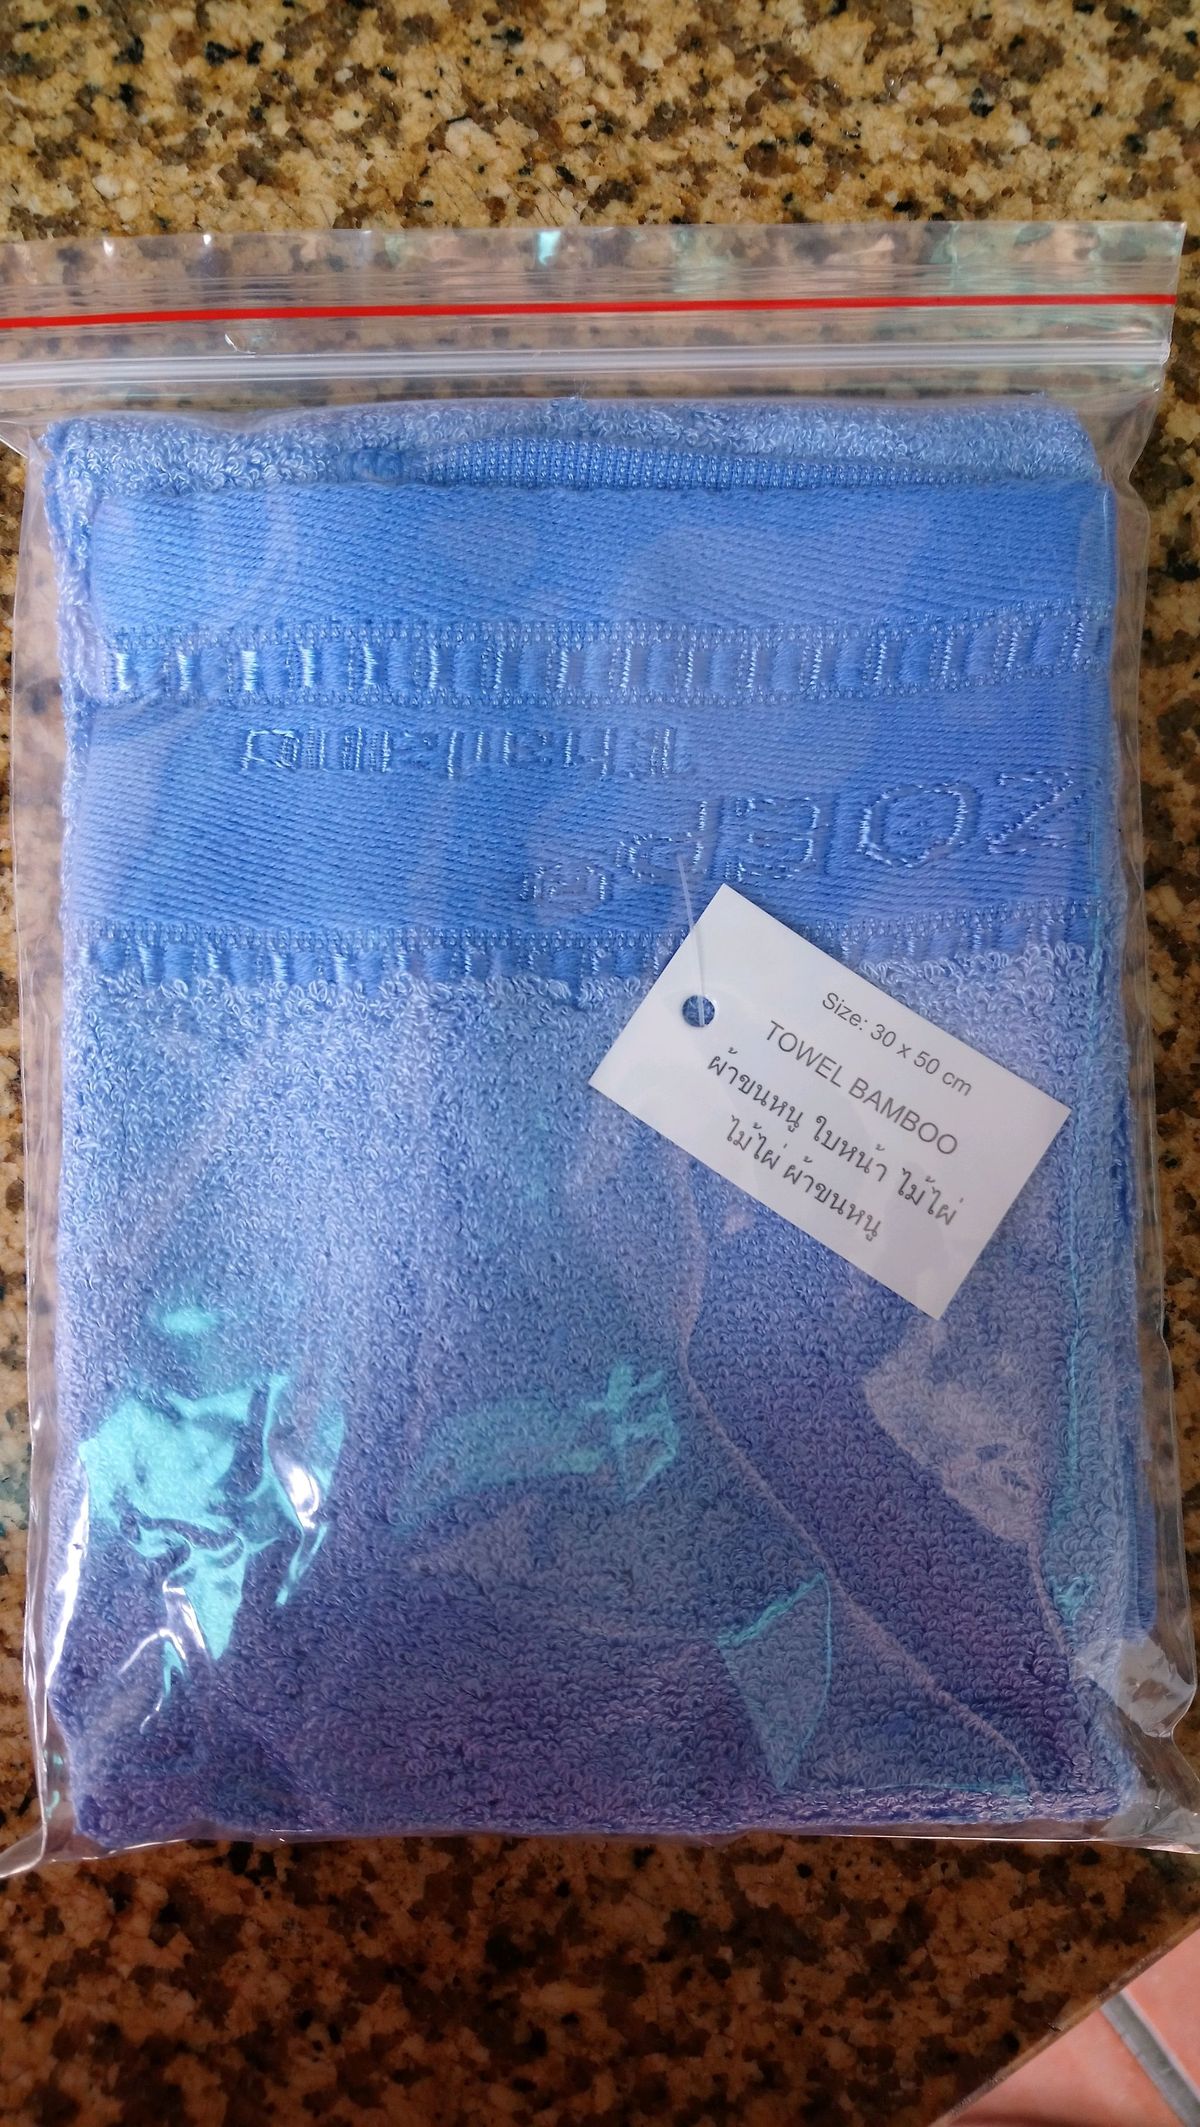 Size: 30 x 50 cm
TOWEL BAMBOO
ผ้าขนหนู ใบหน้า ไม้ไผ่
ไม้ไผ่ ผ้าขนหนู